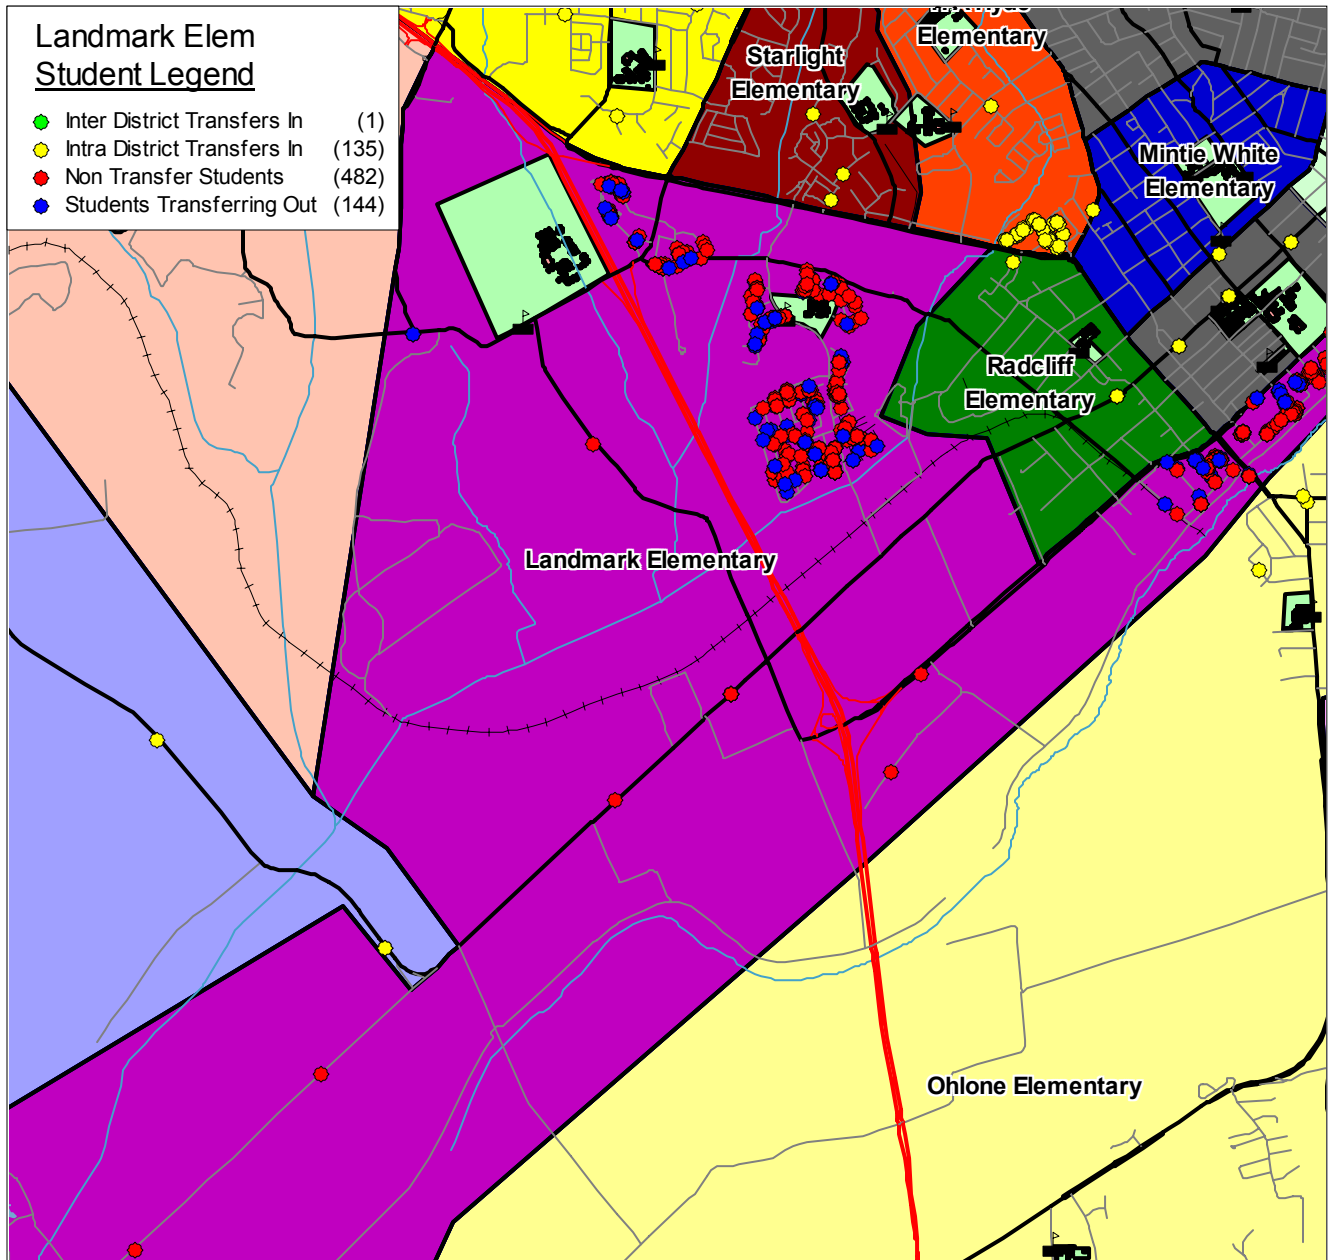 Landmark Elem
Student Legend
Inter District Transfers In (1)
Intra District Transfers In (135)
Non Transfer Students (482)
Students Transferring Out (144)
Elementary
Starlight
Elementary
Mintie White
Elementary
Radcliff
Elementary
Landmark Elementary
Ohlone Elementary